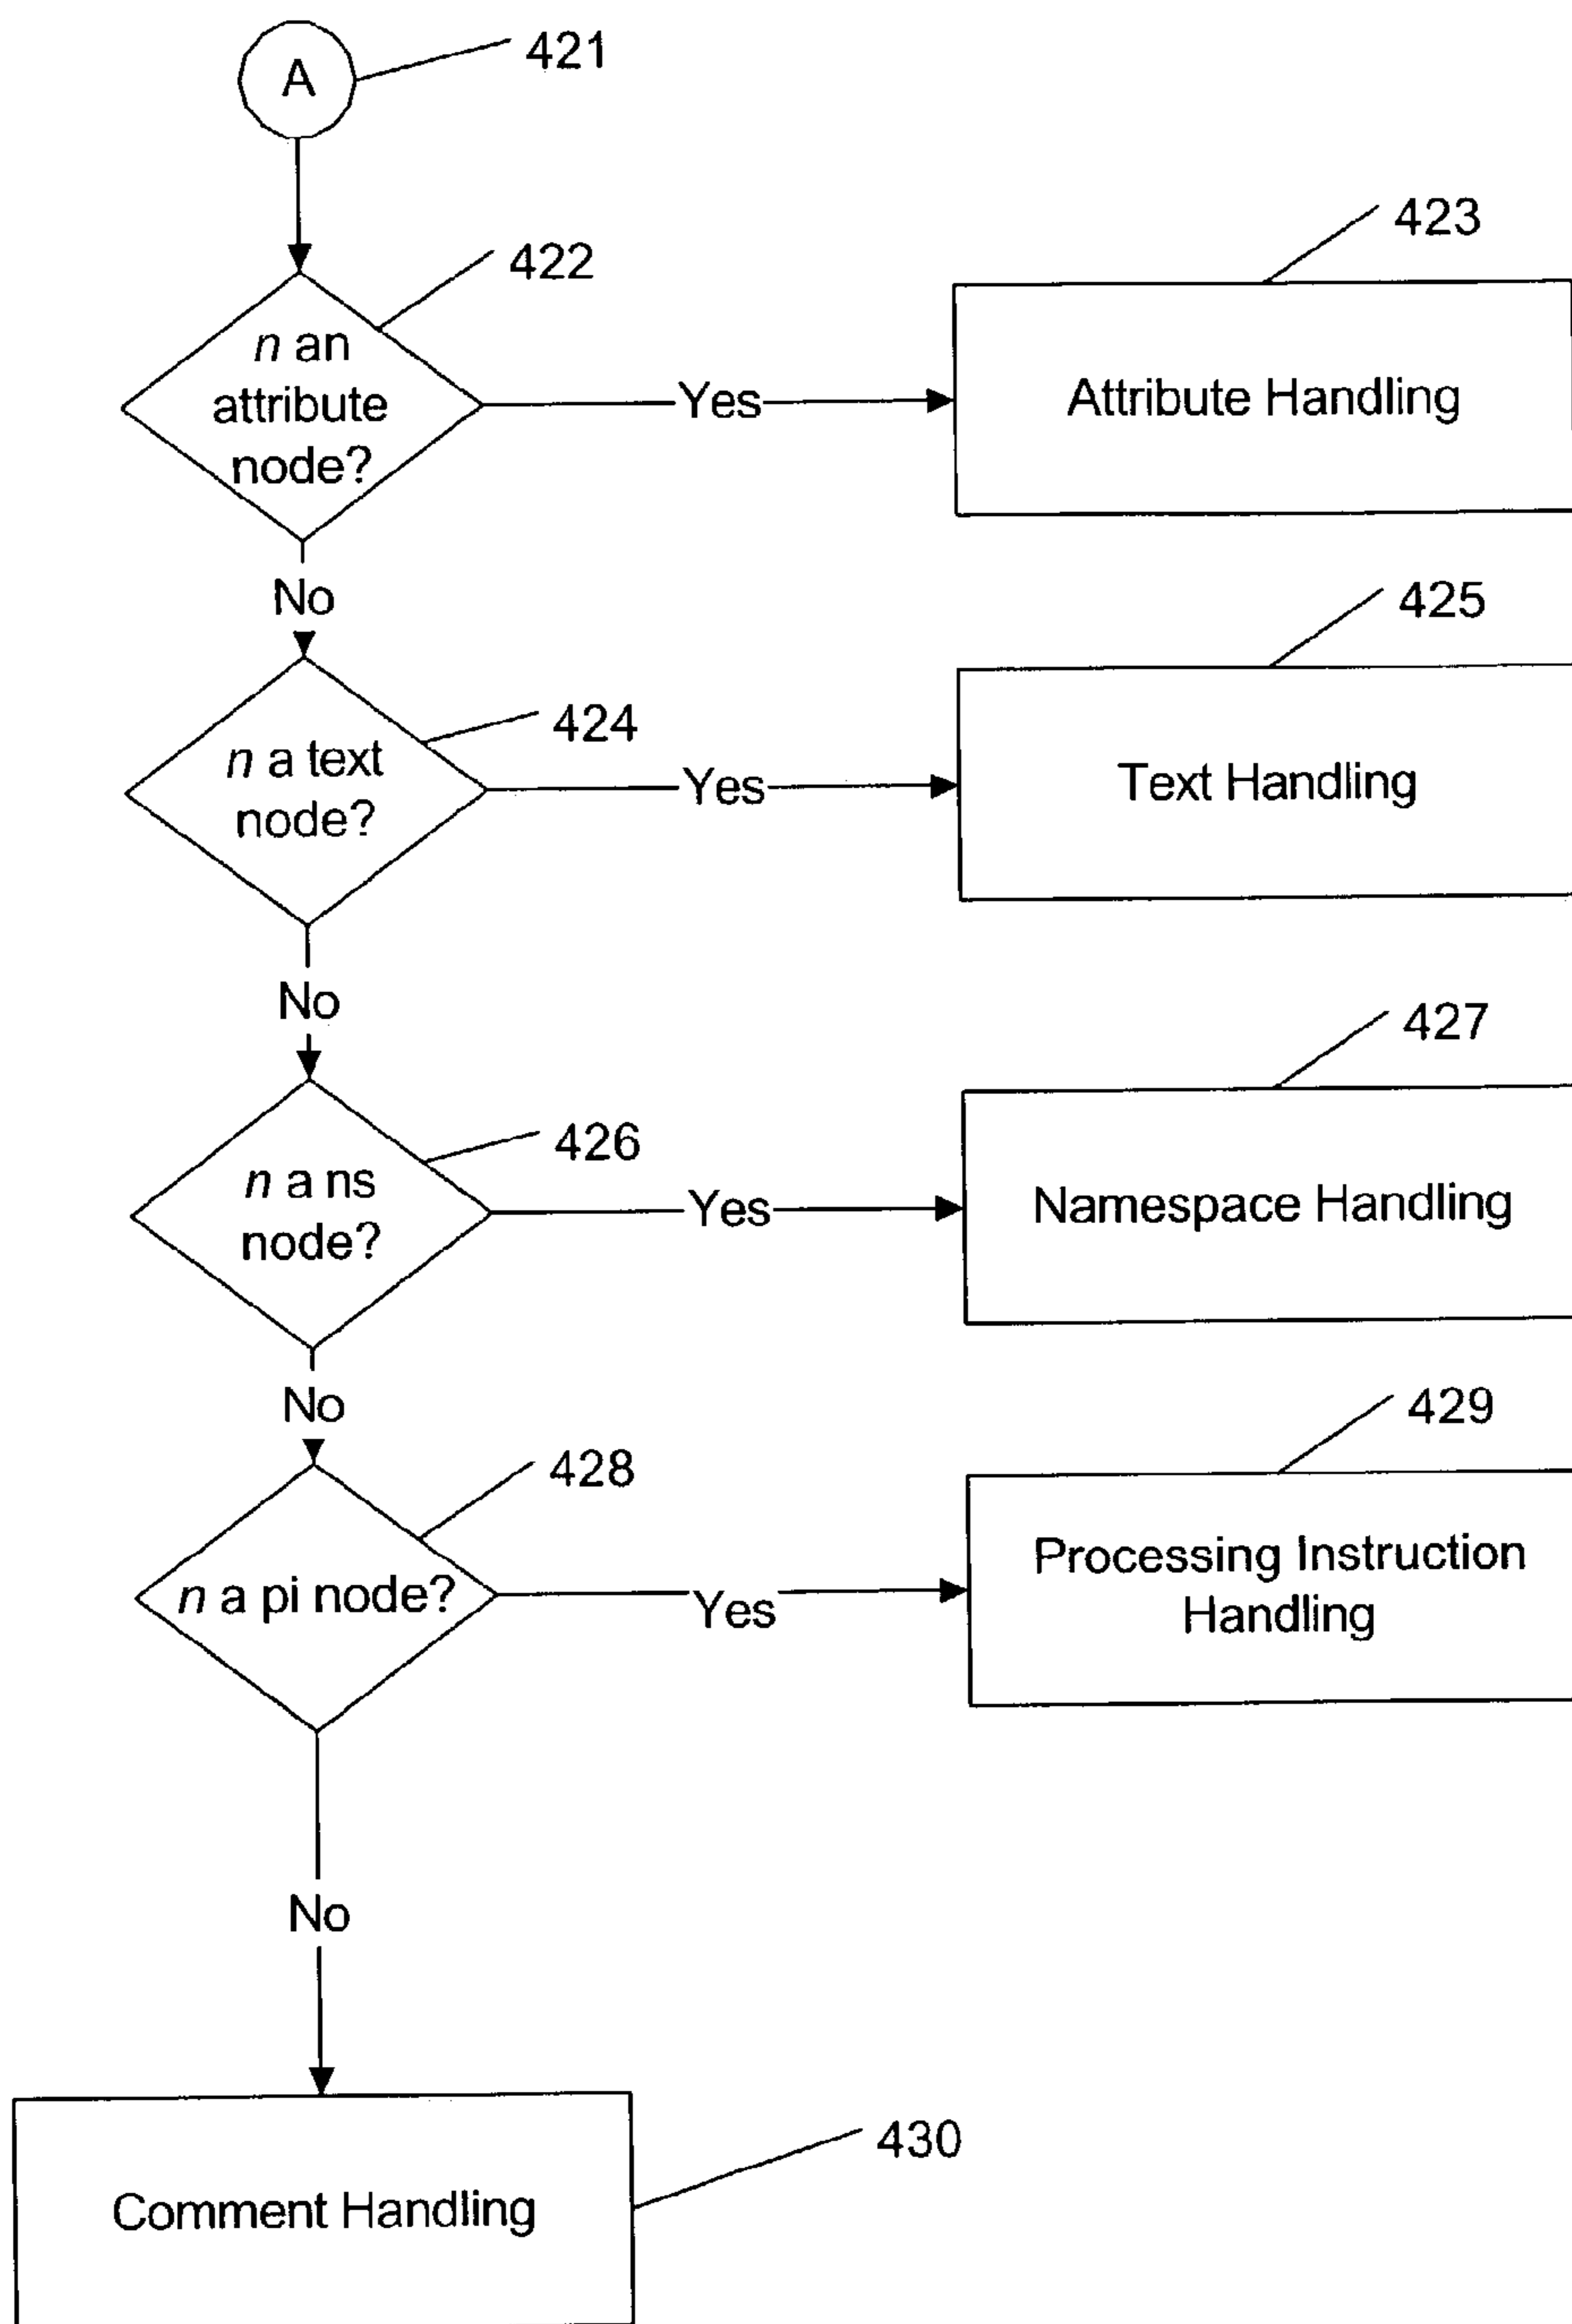 A
421
422
n an
attribute
node?
Yes
423
Attribute Handling
No
424
n a text
node?
Yes
425
Text Handling
No
426
n a ns
node?
Yes
427
Namespace Handling
No
428
n a pi node?
Yes
429
Processing Instruction
Handling
No
430
Comment Handling